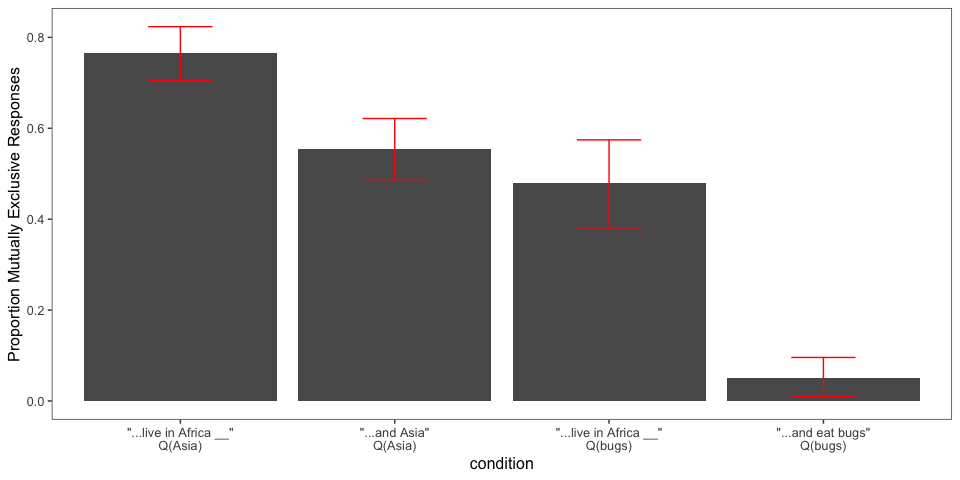 Proportion Mutually Exclusive Responses
0.8
0.6
0.4
0.2
0.0
"...live in Africa __"
Q(Asia)
"...and Asia"
Q(Asia)
"...live in Africa __"
Q(bugs)
"...and eat bugs"
Q(bugs)
condition